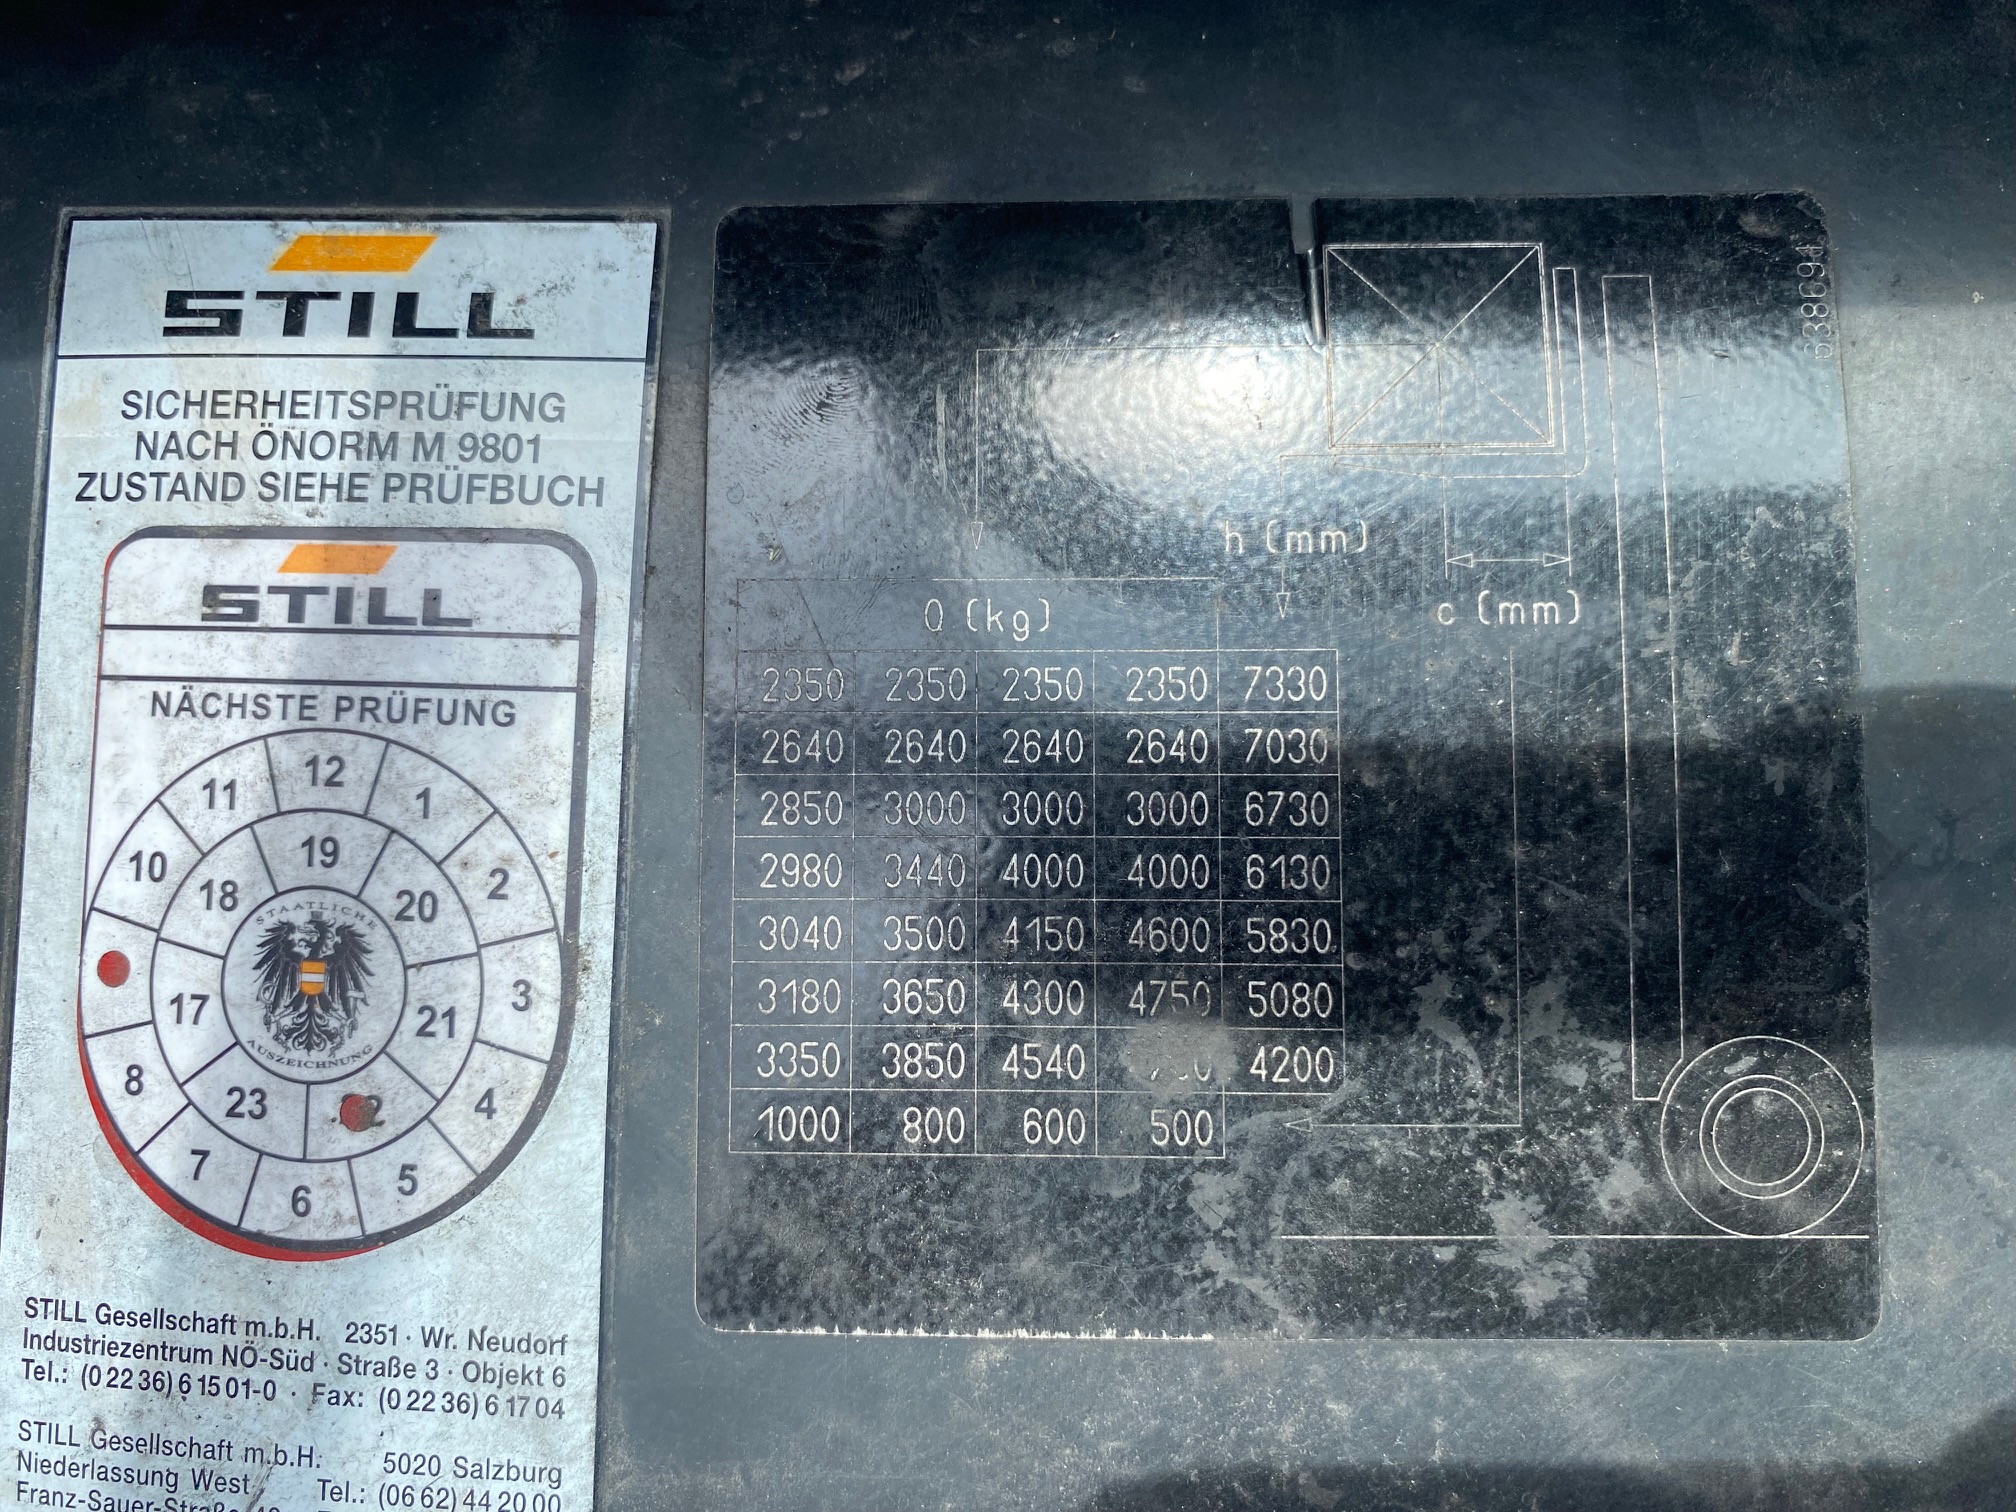 STILL
SICHERHEITSPRÜFUNG
NACH ÖNORM M 9801
ZUSTAND SIEHE PRÜFBUCH
STILL
NÄCHSTE PRÜFUNG
12
1
2
3
4
5
6
7
8
10
11
19
20
21
23
17
18
STAATLICHE
AUSZEICHNUNG
STILL Gesellschaft m.b.H. 2351 · Wr. Neudorf
Industriezentrum NÖ-Süd · Straße 3 · Objekt 6
Tel.: (0 22 36) 6 15 01-0 · Fax: (0 22 36) 6 17 04
STILL Gesellschaft m.b.H. 5020 Salzburg
Niederlassung West Tel.: (06 62) 44 20 00
Franz-Sauer-Straße
638694
h (mm)
c (mm)
Q (kg)
2350 2350 2350 2350 7330
2640 2640 2640 2640 7030
2850 3000 3000 3000 6730
2980 3440 4000 4000 6130
3040 3500 4150 4600 5830
3180 3650 4300 4750 5080
3350 3850 4540 4200
1000 800 600 500